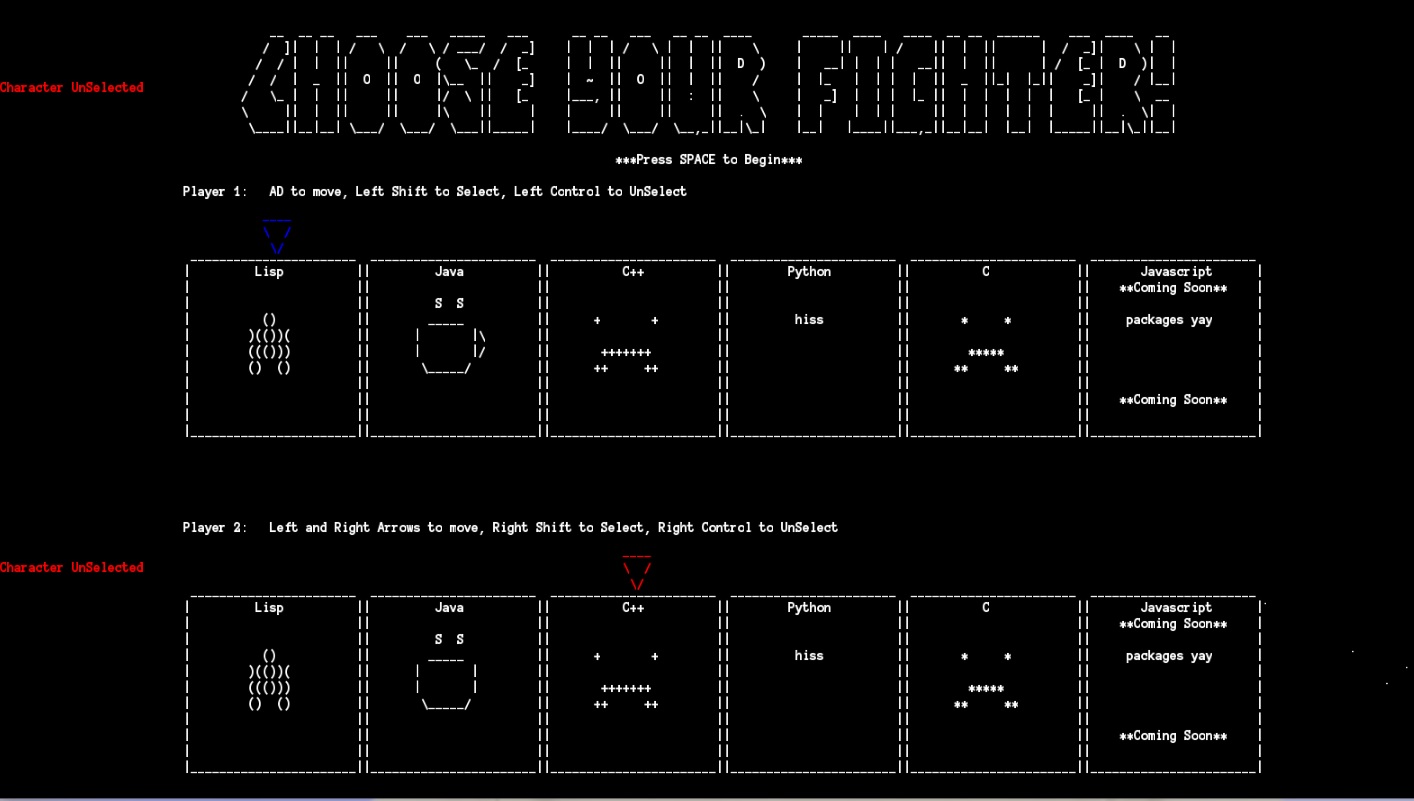 CHOOSE YOUR FIGHTER!
Character UnSelected
***Press SPACE to Begin***
Player 1: AD to move, Left Shift to Select, Left Control to UnSelect
Lisp Java C++ Python C Javascript
**Coming Soon**
S S
hiss packages yay
**Coming Soon**
Player 2: Left and Right Arrows to move, Right Shift to Select, Right Control to UnSelect
Character UnSelected
Lisp Java C++ Python C Javascript
**Coming Soon**
S S
hiss packages yay
**Coming Soon**